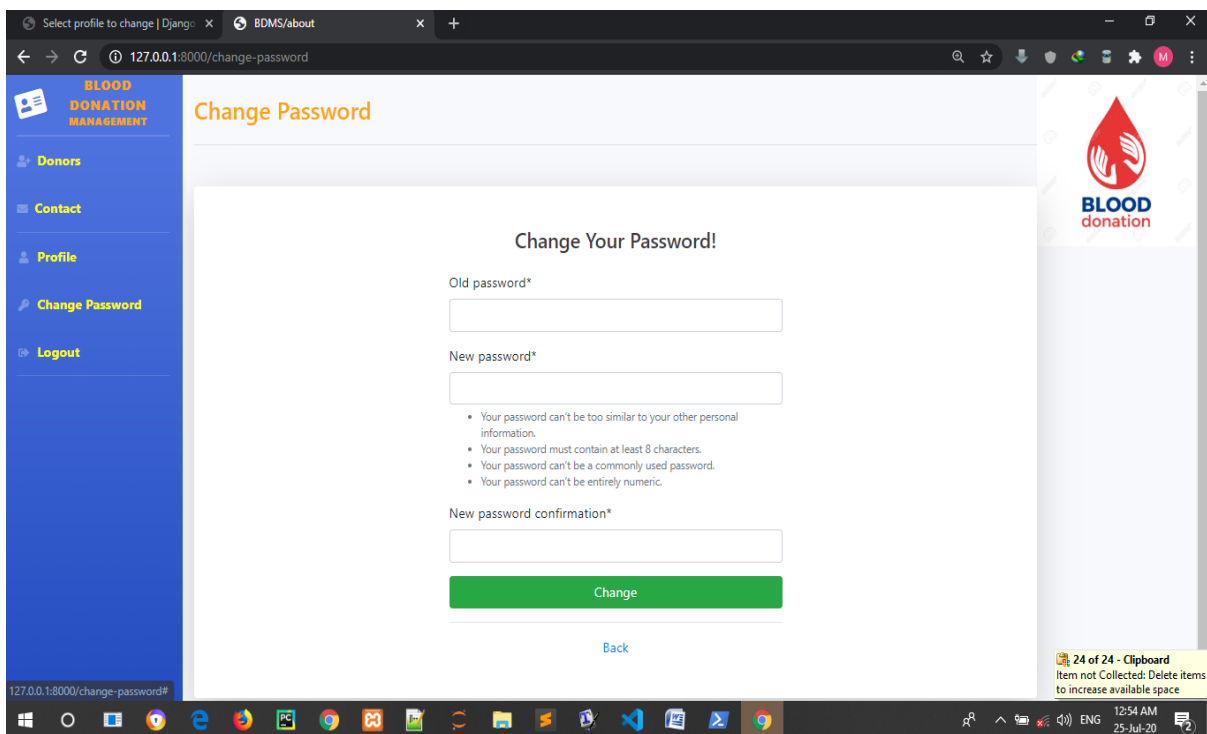 Select profile to change | Djang
BDMS/about
127.0.0.1:8000/change-password
M
BLOOD
DONATION
MANAGEMENT
Donors
Contact
Profile
Change Password
Logout
Change Password
Change Your Password!
Old password*
New password*
• Your password can't be too similar to your other personal
information.
• Your password must contain at least 8 characters.
• Your password can't be a commonly used password.
• Your password can't be entirely numeric.
New password confirmation*
Change
Back
BLOOD
donation
24 of 24 - Clipboard
Item not Collected: Delete items
to increase available space
127.0.0.1:8000/change-password#
ENG
12:54 AM
25-Jul-20
2